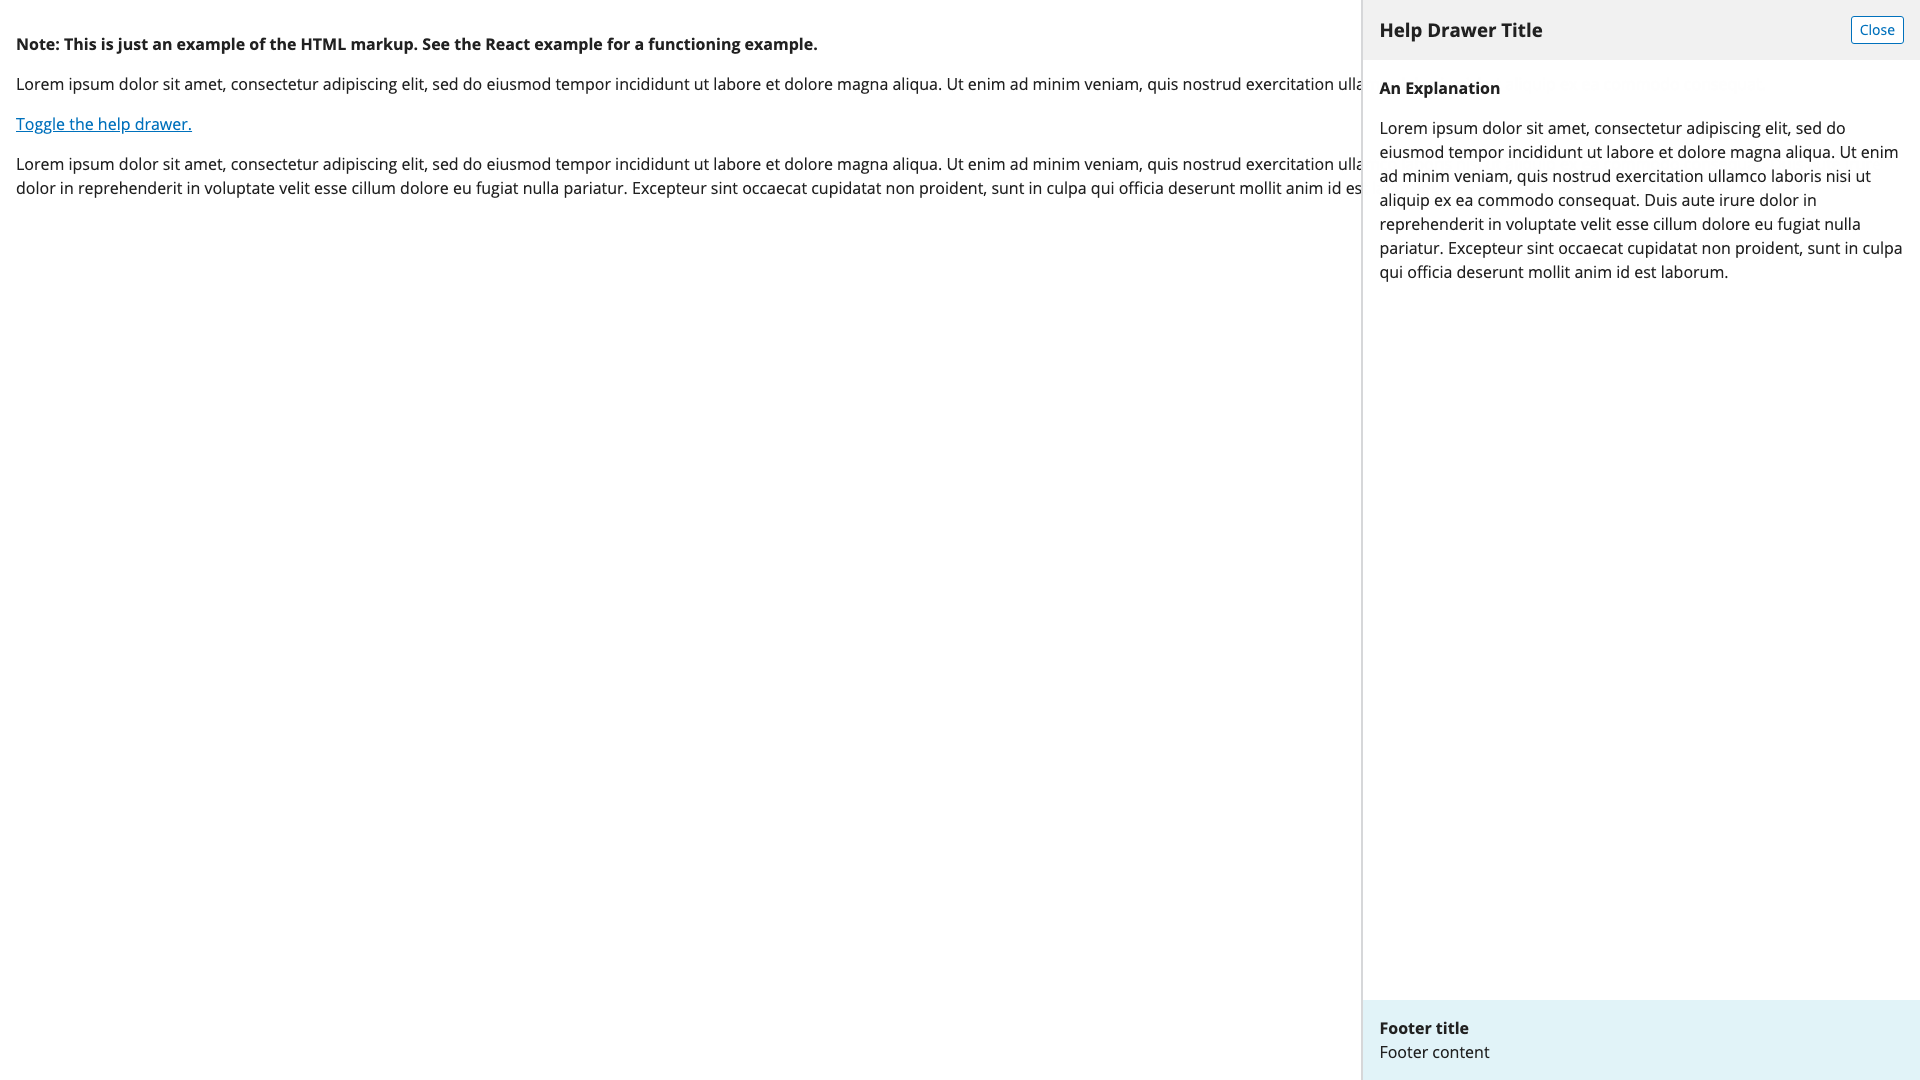 Note: This is just an example of the HTML markup. See the React example for a functioning example.
Lorem ipsum dolor sit amet, consectetur adipiscing elit, sed do eiusmod tempor incididunt ut labore et dolore magna aliqua. Ut enim ad minim veniam, quis nostrud exercitation
Toggle the help drawer.
Lorem ipsum dolor sit amet, consectetur adipiscing elit, sed do eiusmod tempor incididunt ut labore et dolore magna aliqua. Ut enim ad minim veniam, quis nostrud exercitation
dolor in reprehenderit in voluptate velit esse cillum dolore eu fugiat nulla pariatur. Excepteur sint occaecat cupidatat non proident, sunt in culpa qui officia deserunt mollit anim id
Help Drawer Title
Close
An Explanation
Lorem ipsum dolor sit amet, consectetur adipiscing elit, sed do
eiusmod tempor incididunt ut labore et dolore magna aliqua. Ut enim
ad minim veniam, quis nostrud exercitation ullamco laboris nisi ut
aliquip ex ea commodo consequat. Duis aute irure dolor in
reprehenderit in voluptate velit esse cillum dolore eu fugiat nulla
pariatur. Excepteur sint occaecat cupidatat non proident, sunt in culpa
qui officia deserunt mollit anim id est laborum.
Footer title
Footer content